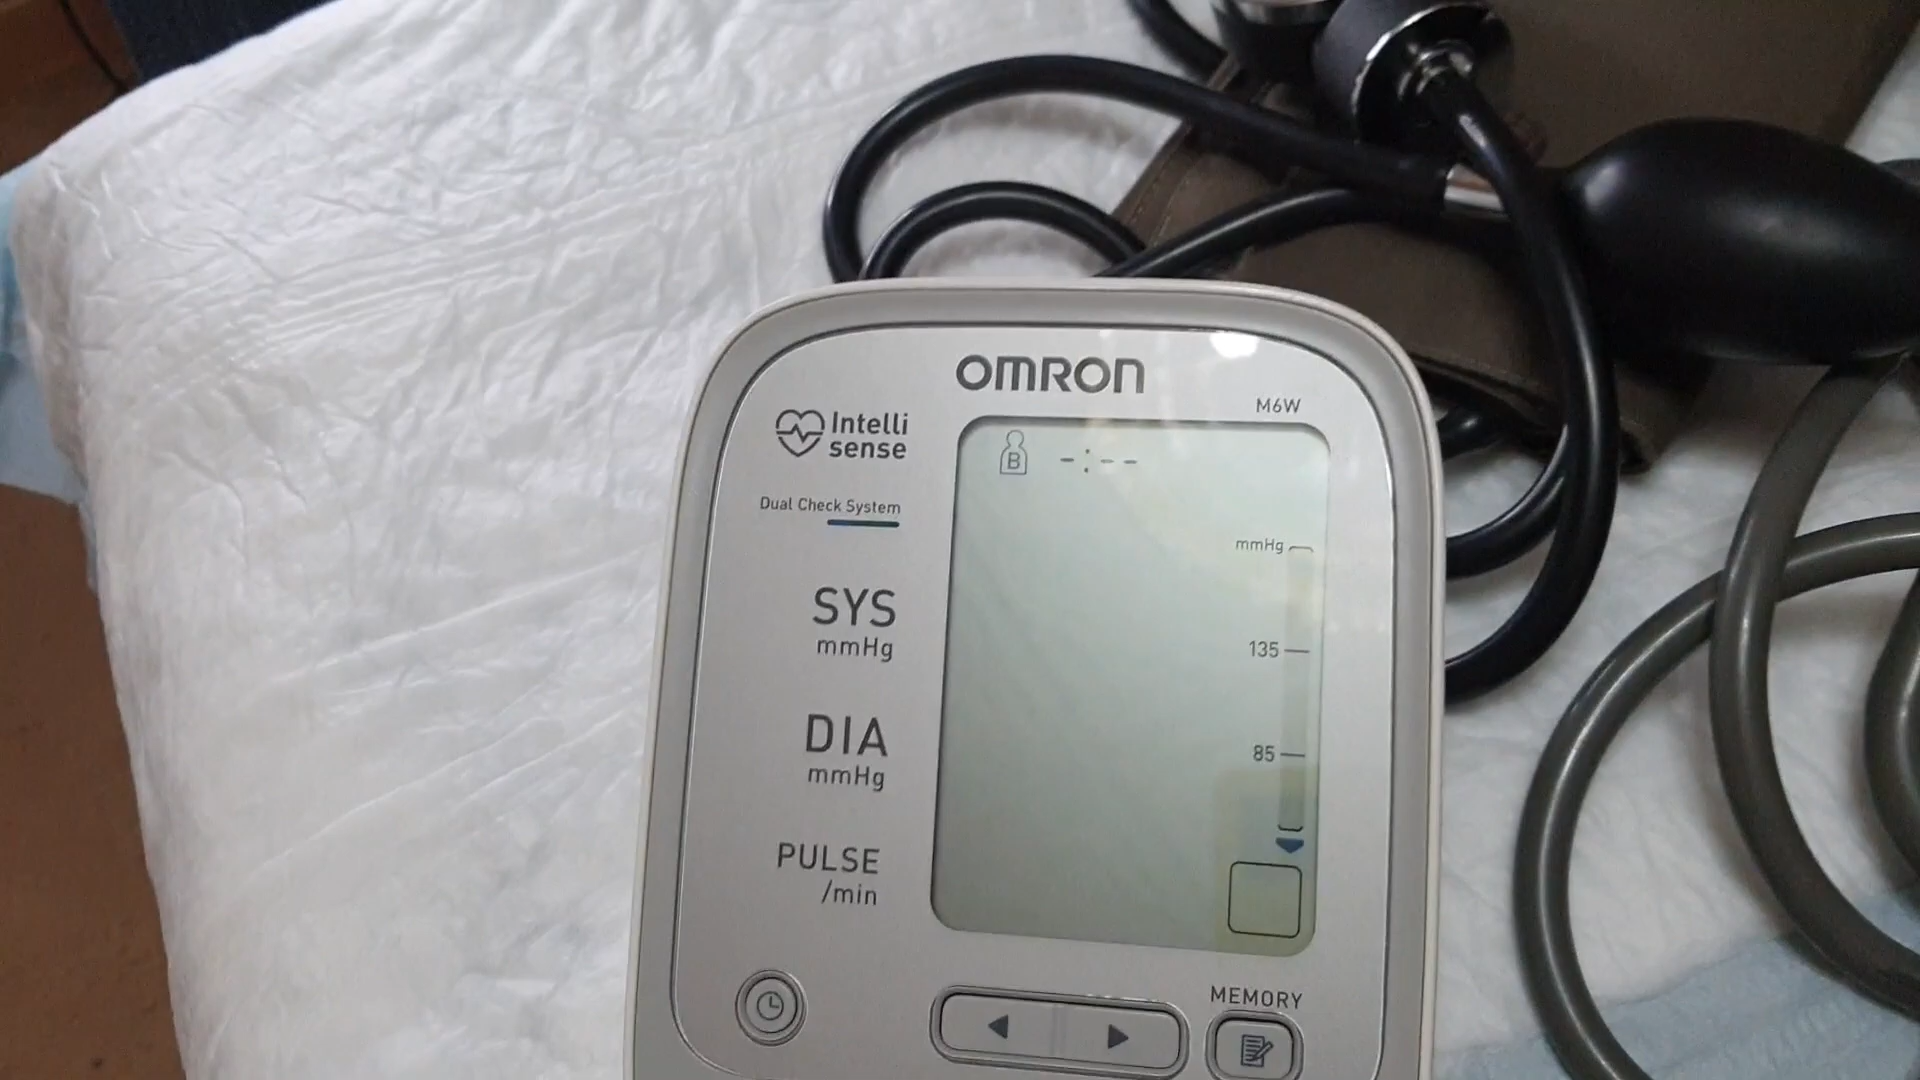 OMRON
M6W
Intelli
sense
B -:--
Dual Check System
mmHg
SYS
mmHg
135
DIA
mmHg
85
PULSE
/min
MEMORY